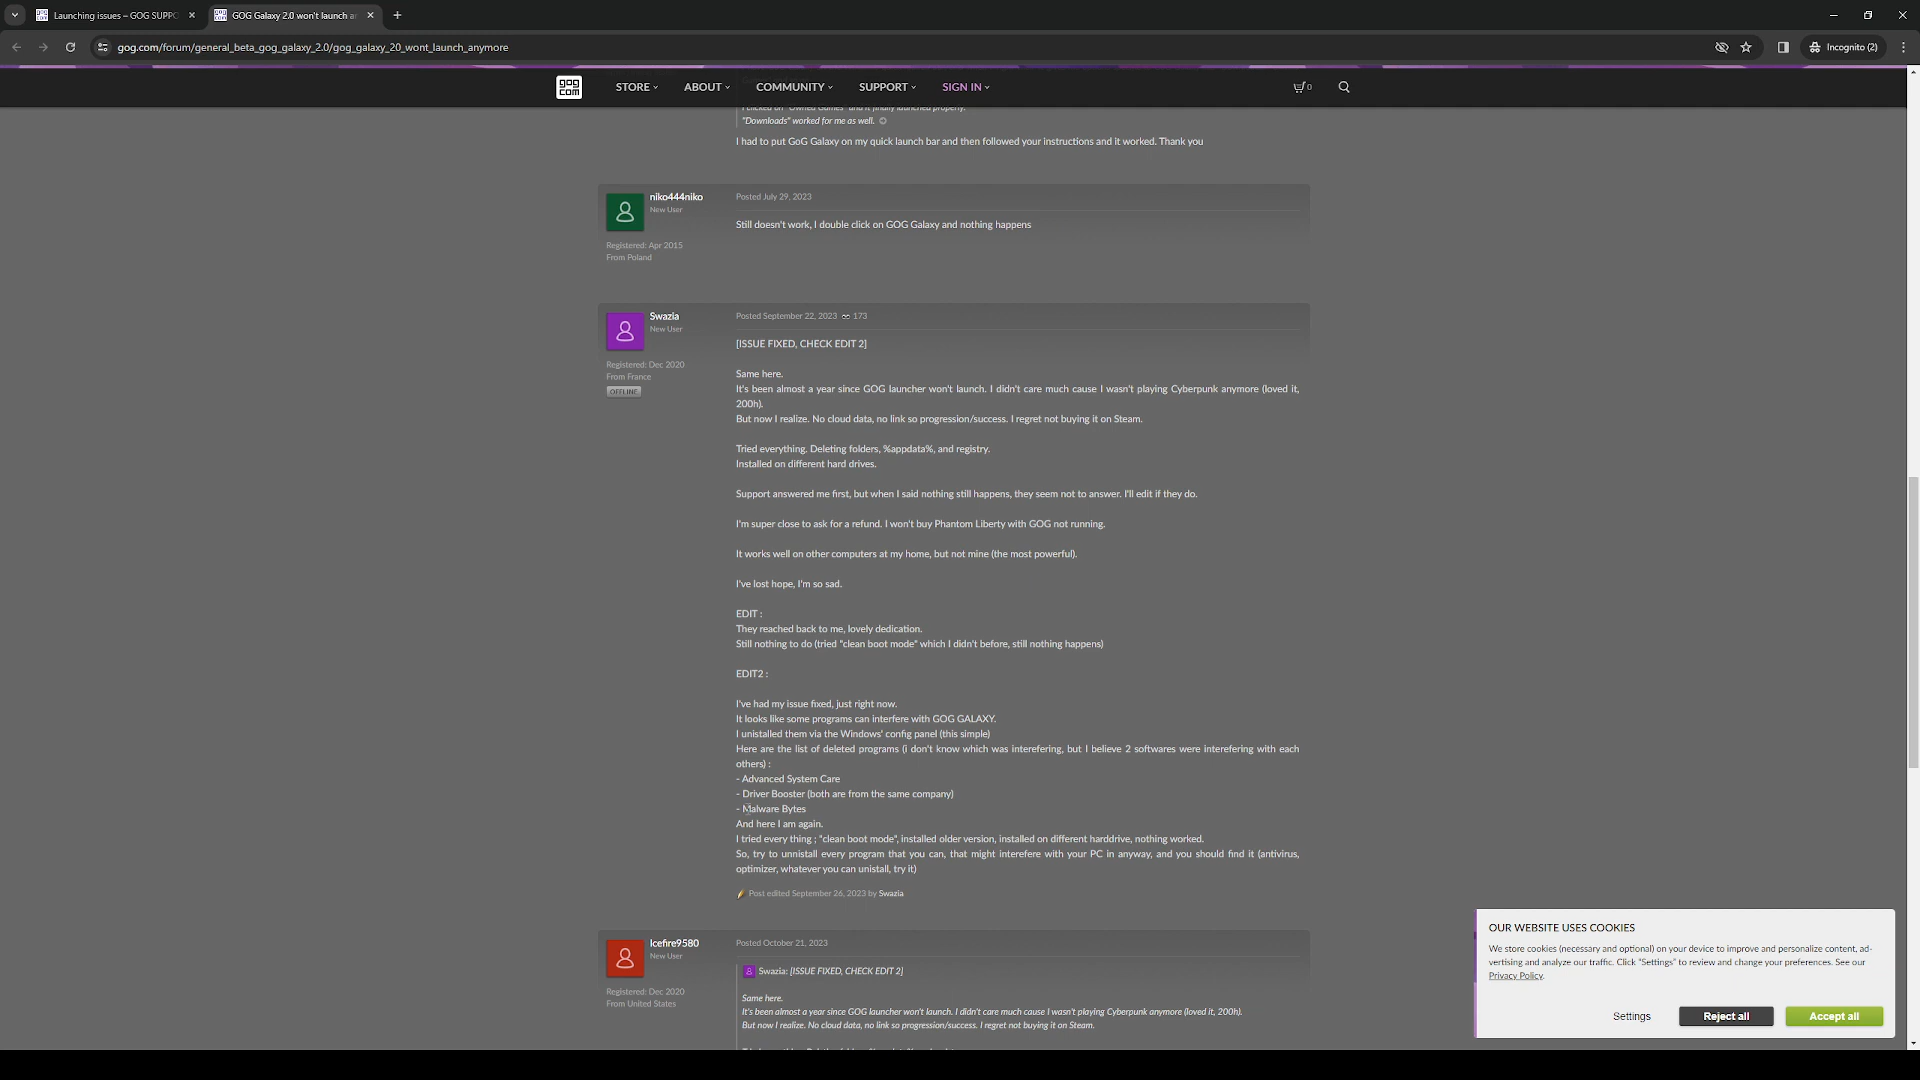 Launching issues – GOG SUPPO
GOG Galaxy 2.0 won't launch a
gog.com/forum/general_beta_gog_galaxy_2.0/gog_galaxy_20_wont_launch_anymore
Incognito (2)
gog
com
STORE
ABOUT
COMMUNITY
SUPPORT
SIGN IN
0
I clicked on "Owned Games" and it finally launched properly.
"Downloads" worked for me as well.
I had to put GoG Galaxy on my quick launch bar and then followed your instructions and it worked. Thank you
niko444niko
New User
Registered: Apr 2015
From Poland
Posted July 29, 2023
Still doesn't work, I double click on GOG Galaxy and nothing happens
Swazia
New User
Registered: Dec 2020
From France
OFFLINE
Posted September 22, 2023 173
[ISSUE FIXED, CHECK EDIT 2]
Same here.
It's been almost a year since GOG launcher won't launch. I didn't care much cause I wasn't playing Cyberpunk anymore (loved it,
200h).
But now I realize. No cloud data, no link so progression/success. I regret not buying it on Steam.
Tried everything. Deleting folders, %appdata%, and registry.
Installed on different hard drives.
Support answered me first, but when I said nothing still happens, they seem not to answer. I'll edit if they do.
I'm super close to ask for a refund. I won't buy Phantom Liberty with GOG not running.
It works well on other computers at my home, but not mine (the most powerful).
I've lost hope, I'm so sad.
EDIT :
They reached back to me, lovely dedication.
Still nothing to do (tried "clean boot mode" which I didn't before, still nothing happens)
EDIT2 :
I've had my issue fixed, just right now.
It looks like some programs can interfere with GOG GALAXY.
I unistalled them via the Windows' config panel (this simple)
Here are the list of deleted programs (i don't know which was interefering, but I believe 2 softwares were interefering with each
others) :
- Advanced System Care
- Driver Booster (both are from the same company)
- Malware Bytes
And here I am again.
I tried every thing ; "clean boot mode", installed older version, installed on different harddrive, nothing worked.
So, try to unnistall every program that you can, that might interefere with your PC in anyway, and you should find it (antivirus,
optimizer, whatever you can unistall, try it)
Post edited September 26, 2023 by Swazia
Icefire9580
New User
Registered: Dec 2020
From United States
Posted October 21, 2023
Swazia: [ISSUE FIXED, CHECK EDIT 2]
Same here.
It's been almost a year since GOG launcher won't launch. I didn't care much cause I wasn't playing Cyberpunk anymore (loved it, 200h).
But now I realize. No cloud data, no link so progression/success. I regret not buying it on Steam.
OUR WEBSITE USES COOKIES
We store cookies (necessary and optional) on your device to improve and personalize content, ad-
vertising and analyze our traffic. Click "Settings" to review and change your preferences. See our
Privacy Policy.
Settings
Reject all
Accept all